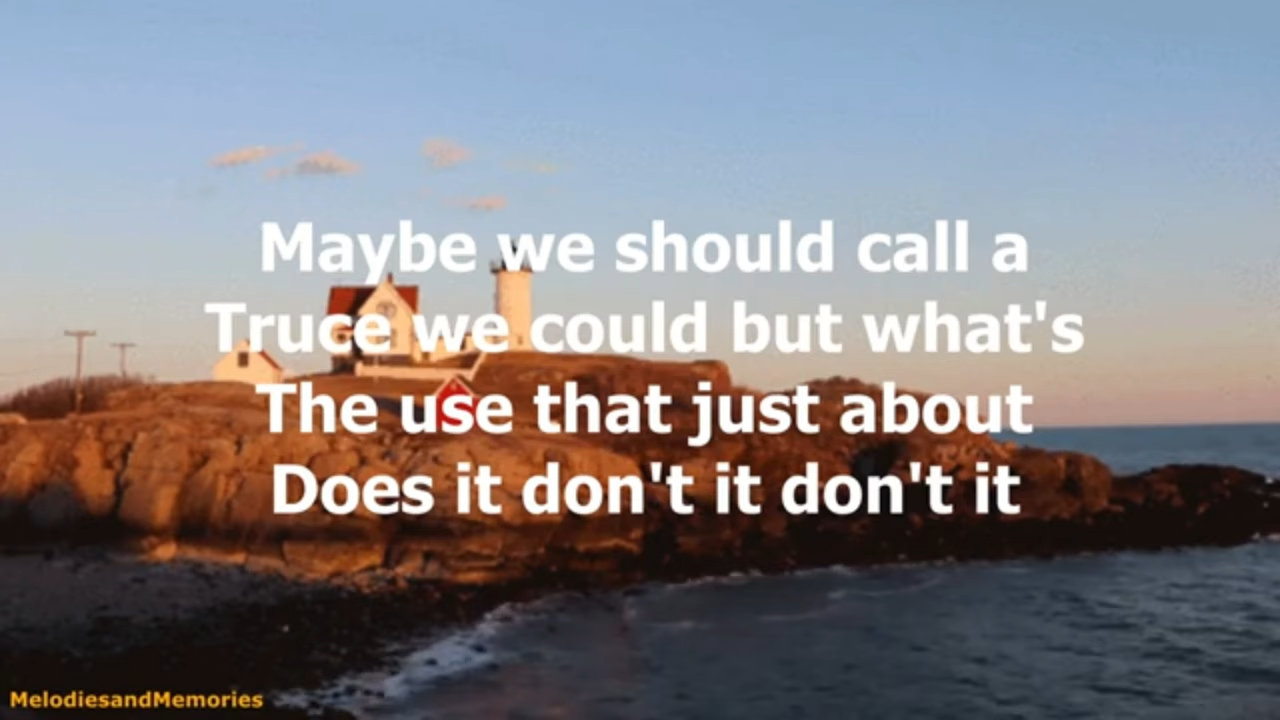 Maybe we should call a
Truce we could but what's
The use that just about
Does it don't it don't it
MelodiesandMemories